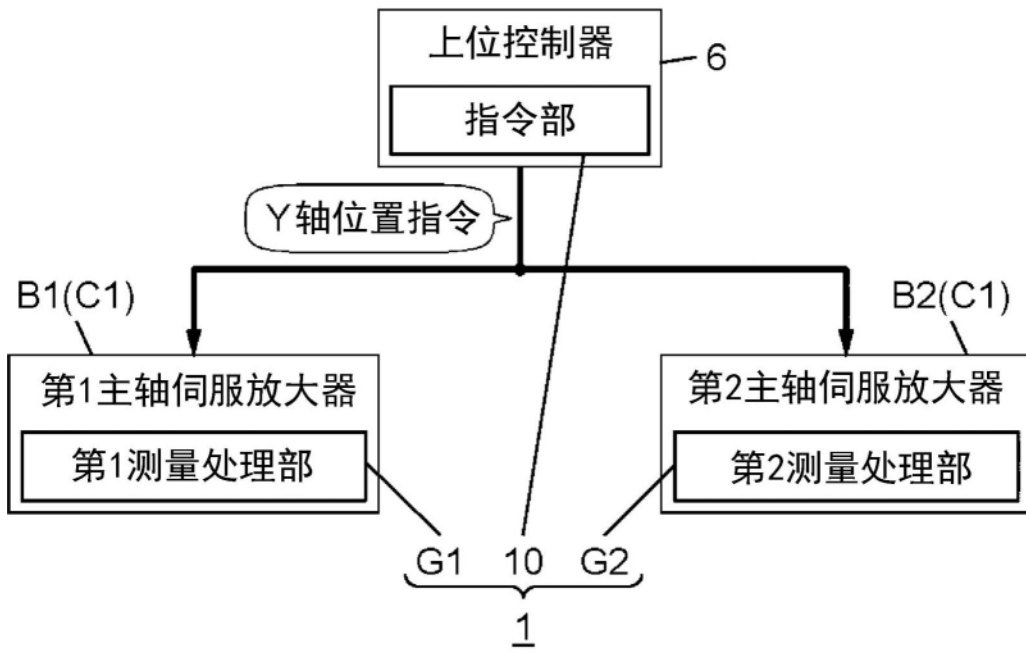 上位控制器
6
指令部
Y轴位置指令
B1(C1)
B2(C1)
第1主轴伺服放大器
第2主轴伺服放大器
第1测量处理部
第2测量处理部
G1 10 G2
1